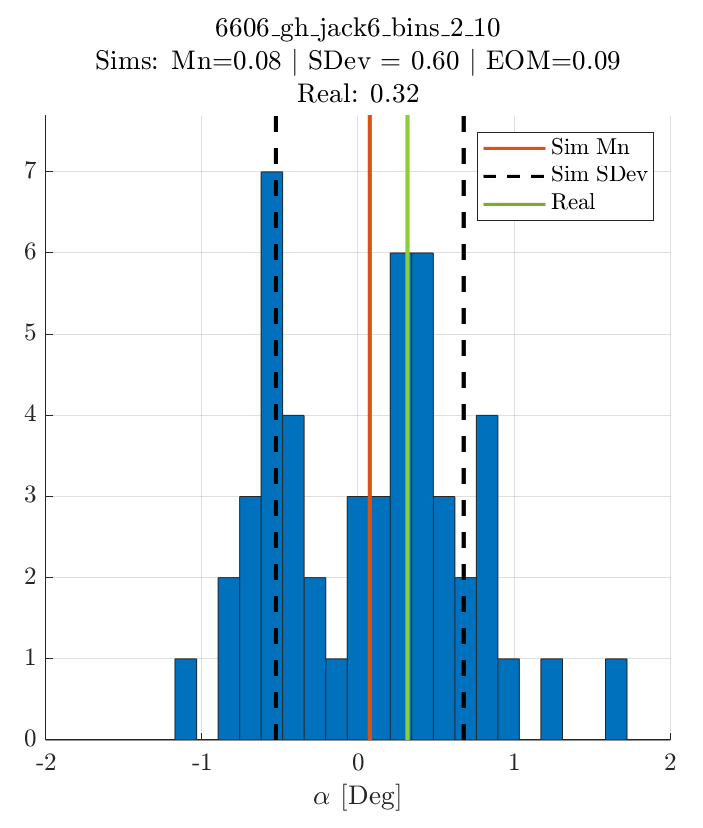 6606_gh_jack6_bins_2_10
Sims: Mn=0.08 | SDev = 0.60 | EOM=0.09
Real: 0.32
Sim Mn
Sim SDev
Real
7
6
5
4
3
2
1
0
-2 -1 0 1 2
α [Deg]